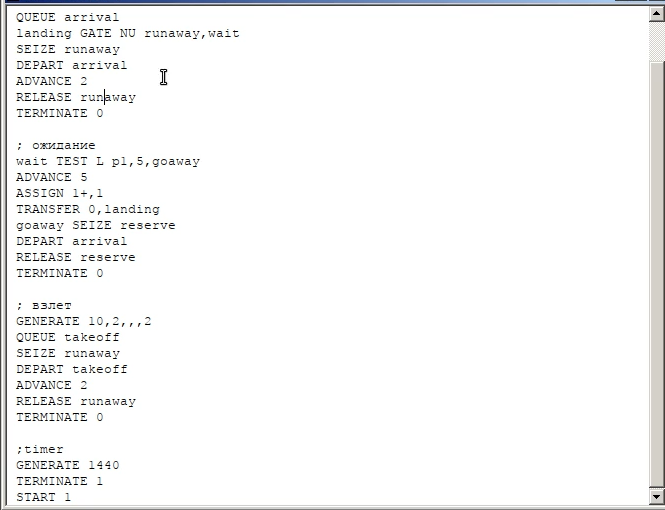 QUEUE arrival
landing GATE NU runaway,wait
SEIZE runaway
DEPART arrival
ADVANCE 2
RELEASE runaway
TERMINATE 0
; ожидание
wait TEST L p1,5,goaway
ADVANCE 5
ASSIGN 1+,1
TRANSFER 0,landing
goaway SEIZE reserve
DEPART arrival
RELEASE reserve
TERMINATE 0
; взлет
GENERATE 10,2,,,2
QUEUE takeoff
SEIZE runaway
DEPART takeoff
ADVANCE 2
RELEASE runaway
TERMINATE 0
;timer
GENERATE 1440
TERMINATE 1
START 1